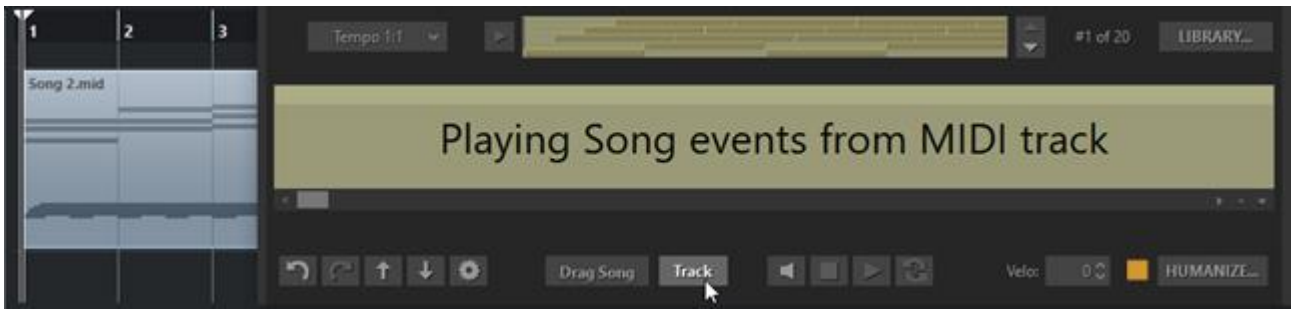 1 2 3 Tempo 1:1 #1 of 20 LIBRARY...
Song 2.mid
Playing Song events from MIDI track
Drag Song Track Velo: 0 HUMANIZE...